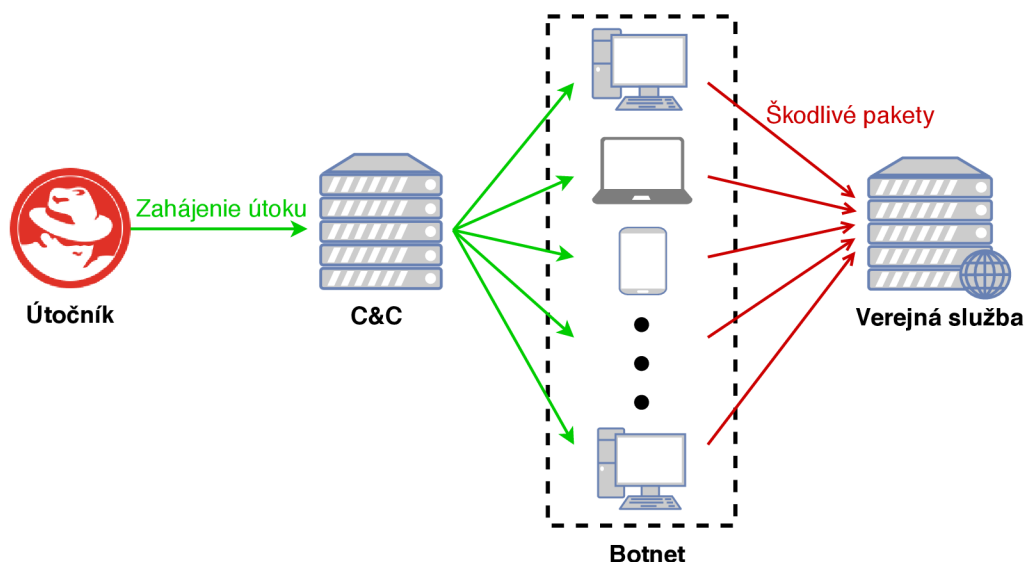 Škodlivé pakety
Zahájenie útoku
Útočník
C&C
Verejná služba
Botnet